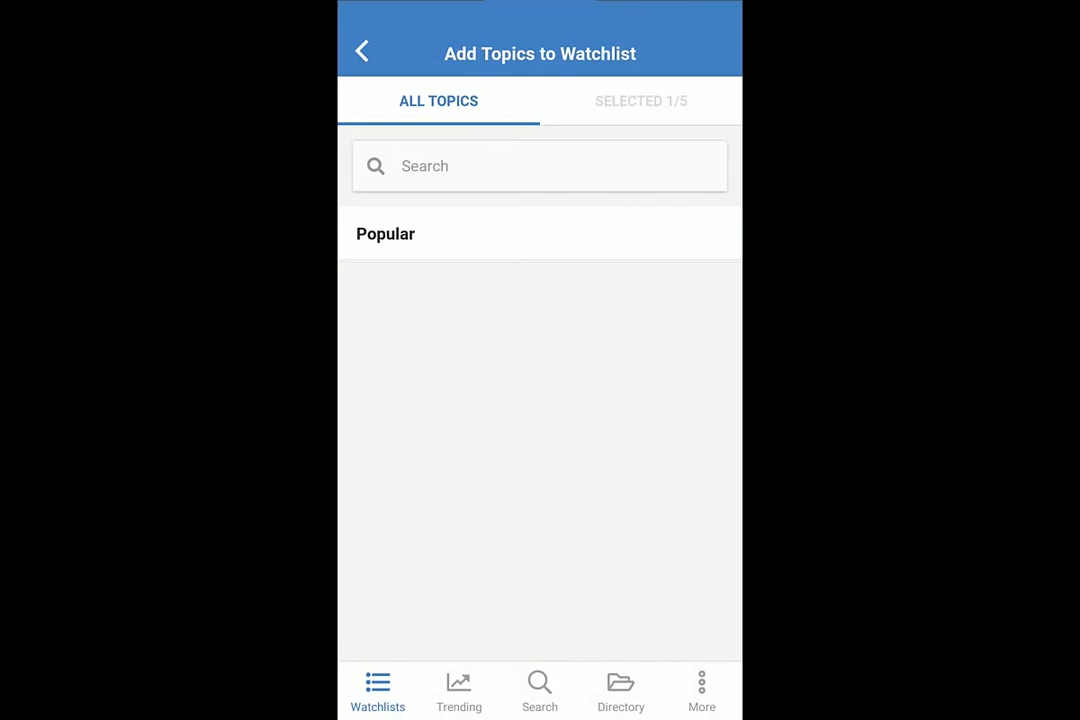 Add Topics to Watchlist
ALL TOPICS
SELECTED 1/5
Search
Popular
Watchlists
Trending
Search
Directory
More